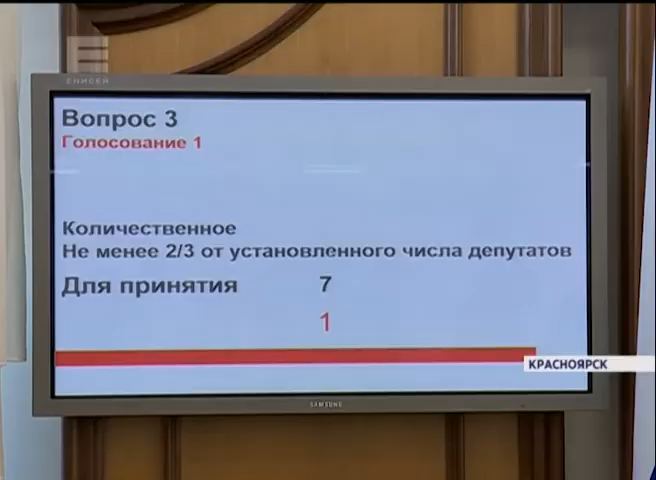 ЕНИСЕЙ
Вопрос 3
Голосование 1
Количественное
Не менее 2/3 от установленного числа депутатов
Для принятия 7
1
КРАСНОЯРСК
SAMSUNG